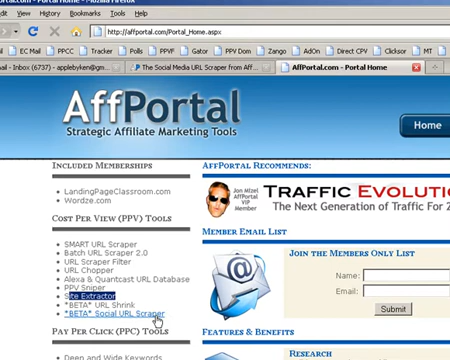 AffPortal.com - Portal Home - Mozilla Firefox
View History Bookmarks Tools Help
http://affportal.com/Portal_Home.aspx
EC Mail PPCC Tracker Polls PPVF Gator PPV Dom Zango AdOn Direct CPV Clicksor MT
ail - Inbox (6737) - applebyken@gm...
The Social Media URL Scraper from Aff
AffPortal.com - Portal Home
AffPortal
Strategic Affiliate Marketing Tools
Home
Included Memberships
LandingPageClassroom.com
Wordze.com
Cost Per View (PPV) Tools
SMART URL Scraper
Batch URL Scraper 2.0
URL Scraper Filter
URL Chopper
Alexa & Quantcast URL Database
PPV Sniper
Site Extractor
*BETA* URL Shrink
*BETA* Social URL Scraper
Pay Per Click (PPC) Tools
Deep and Wide Keywords
AffPortal Recommends:
Jon Mizel
AffPortal
VIP
Member
Traffic Evolution
The Next Generation of Traffic For 2
Member Email List
Join the Members Only List
Name:
Email:
Submit
Features & Benefits
Research